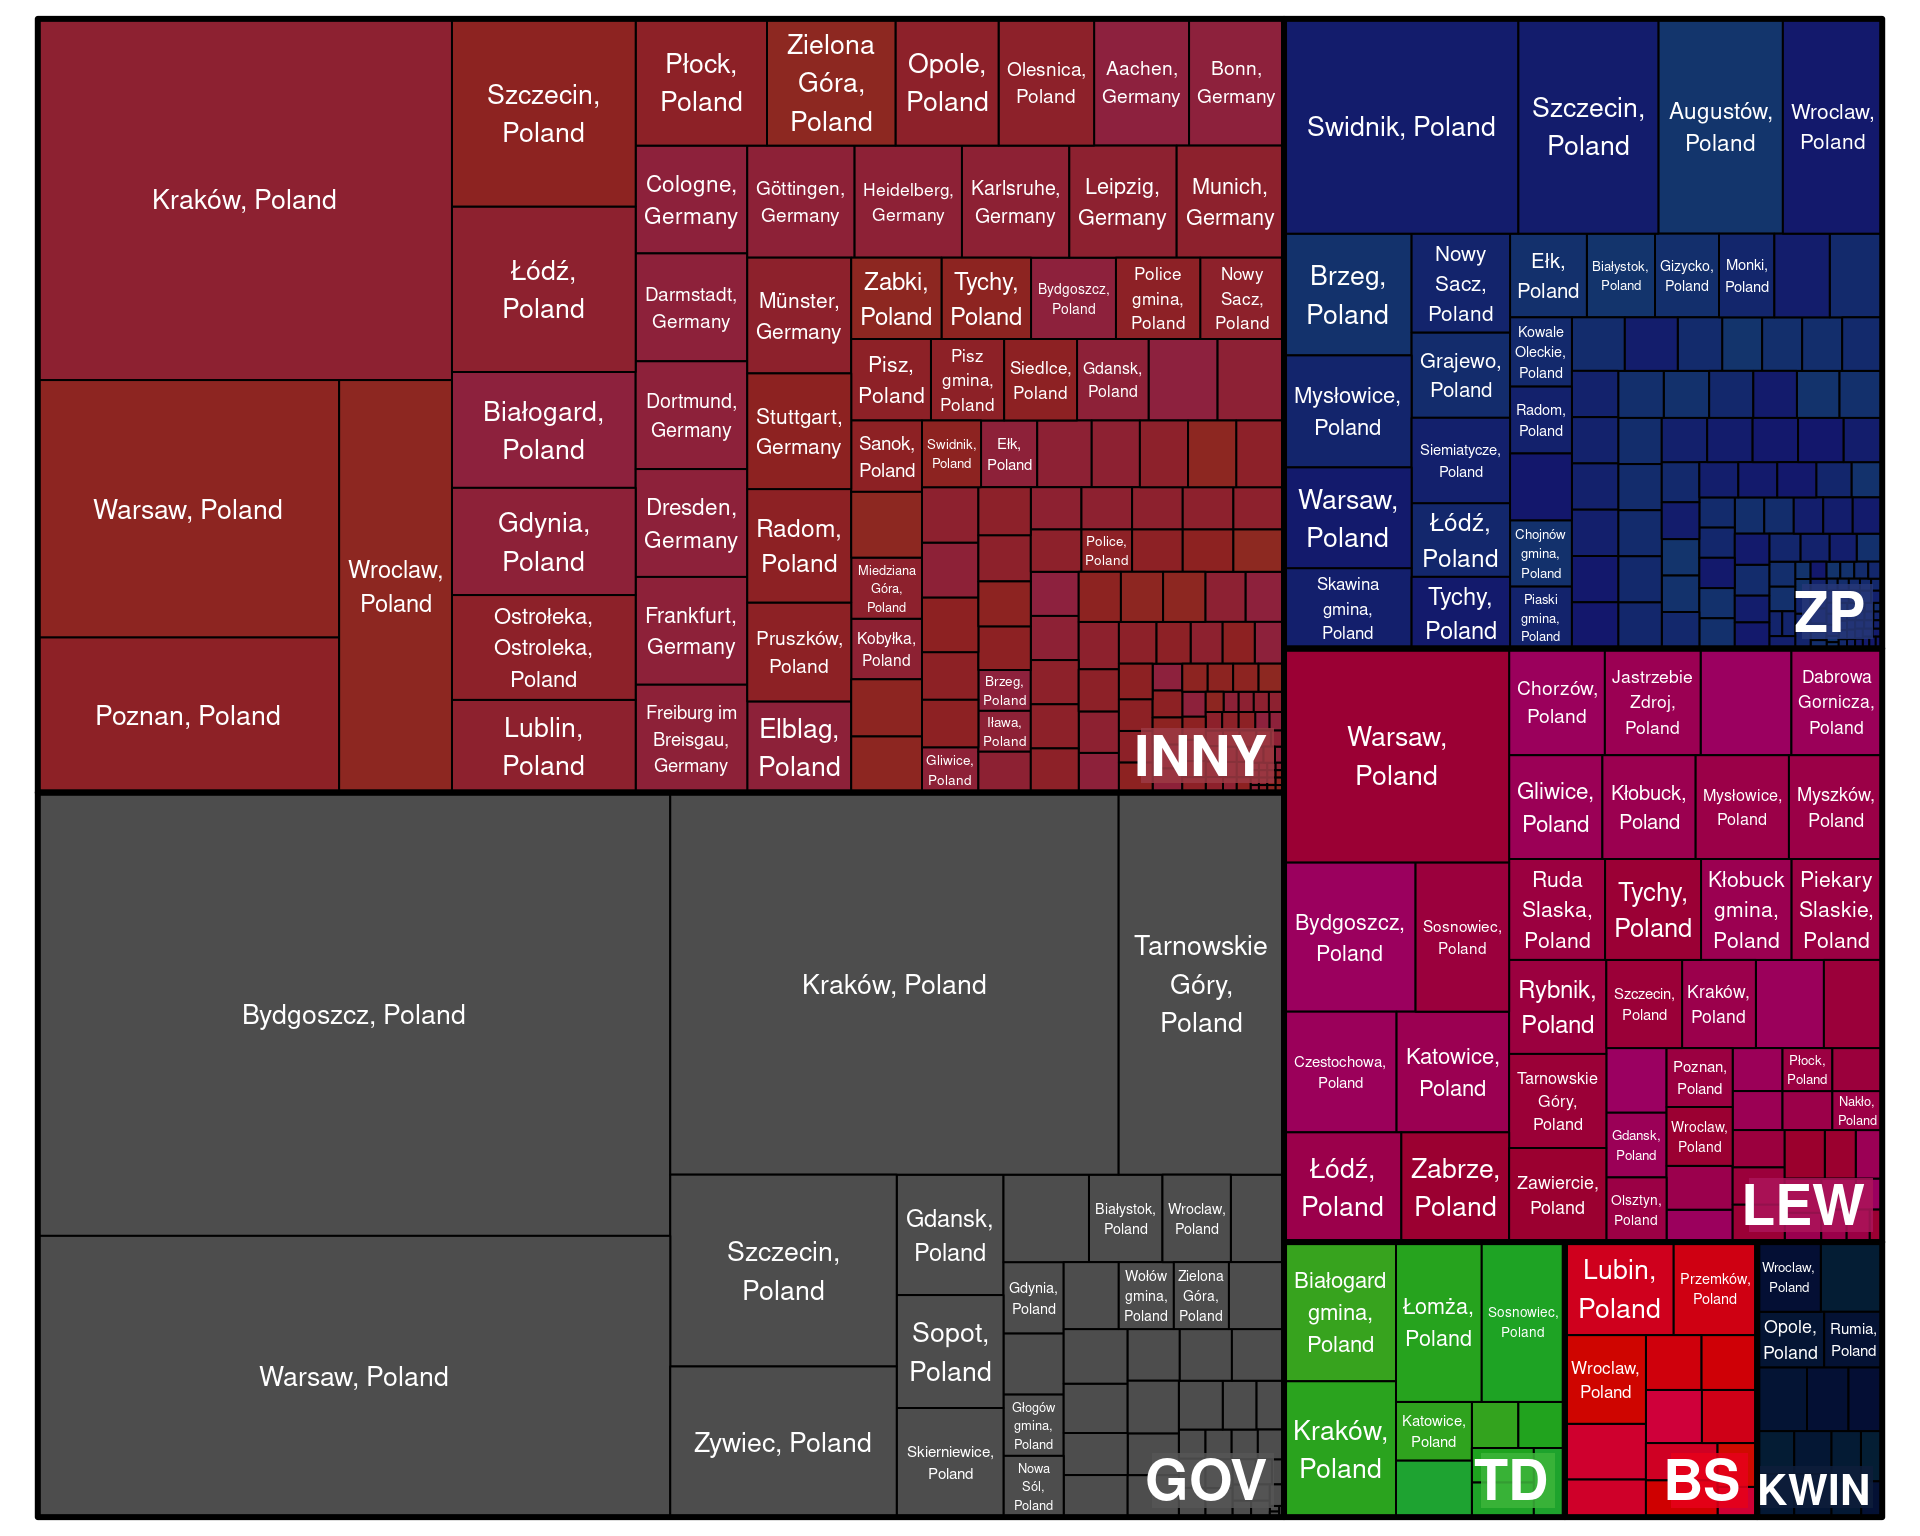 Kraków, Poland
Warsaw, Poland
Poznan, Poland
Wroclaw,
Poland
Szczecin,
Poland
Łódź,
Poland
Białogard,
Poland
Gdynia,
Poland
Ostrołeka,
Ostroleka,
Poland
Lublin,
Poland
Płock,
Poland
Zielona
Góra,
Poland
Opole,
Poland
Olesnica,
Poland
Aachen,
Germany
Bonn,
Germany
Cologne,
Germany
Göttingen,
Germany
Heidelberg,
Germany
Karlsruhe,
Germany
Leipzig,
Germany
Munich,
Germany
Darmstadt,
Germany
Dortmund,
Germany
Dresden,
Germany
Frankfurt,
Germany
Freiburg im
Breisgau,
Germany
Münster,
Germany
Stuttgart,
Germany
Radom,
Poland
Pruszków,
Poland
Elblag,
Poland
Zabki,
Poland
Tychy,
Poland
Bydgoszcz,
Poland
Police
gmina,
Poland
Nowy
Sacz,
Poland
Pisz,
Poland
Pisz
gmina,
Poland
Siedlce,
Poland
Gdansk,
Poland
Sanok,
Poland
Swidnik,
Poland
Ełk,
Poland
Police,
Poland
Miedziana
Góra,
Poland
Kobyłka,
Poland
Brzeg,
Poland
Iława,
Poland
Gliwice,
Poland
INNY
Swidnik, Poland
Szczecin,
Poland
Augustów,
Poland
Wroclaw,
Poland
Brzeg,
Poland
Mysłowice,
Poland
Warsaw,
Poland
Skawina
gmina,
Poland
Nowy
Sacz,
Poland
Grajewo,
Poland
Siemiatycze,
Poland
Łódź,
Poland
Tychy,
Poland
Ełk,
Poland
Białystok,
Poland
Gizycko,
Poland
Monki,
Poland
Kowale
Oleckie,
Poland
Radom,
Poland
Chojnów
gmina,
Poland
Piaski
gmina,
Poland
ZP
Warsaw,
Poland
Bydgoszcz,
Poland
Sosnowiec,
Poland
Czestochowa,
Poland
Katowice,
Poland
Łódź,
Poland
Zabrze,
Poland
Chorzów,
Poland
Jastrzebie
Zdroj,
Poland
Dabrowa
Gornicza,
Poland
Gliwice,
Poland
Kłobuck,
Poland
Mysłowice,
Poland
Myszków,
Poland
Ruda
Slaska,
Poland
Tychy,
Poland
Kłobuck
gmina,
Poland
Piekary
Slaskie,
Poland
Rybnik,
Poland
Tarnowskie
Góry,
Poland
Zawiercie,
Poland
Szczecin,
Poland
Kraków,
Poland
Poznan,
Poland
Płock,
Poland
Nakło,
Poland
Gdansk,
Poland
Wroclaw,
Poland
Olsztyn,
Poland
LEW
Bydgoszcz, Poland
Warsaw, Poland
Kraków, Poland
Tarnowskie
Góry,
Poland
Szczecin,
Poland
Zywiec, Poland
Gdansk,
Poland
Sopot,
Poland
Skierniewice,
Poland
Białystok,
Poland
Wroclaw,
Poland
Gdynia,
Poland
Wołów
gmina,
Poland
Zielona
Góra,
Poland
Głogów
gmina,
Poland
Nowa
Sól,
Poland
GOV
Białogard
gmina,
Poland
Kraków,
Poland
Łomża,
Poland
Sosnowiec,
Poland
Katowice,
Poland
TD
Lubin,
Poland
Przemków,
Poland
Wroclaw,
Poland
BS
Wroclaw,
Poland
Opole,
Poland
Rumia,
Poland
KWIN